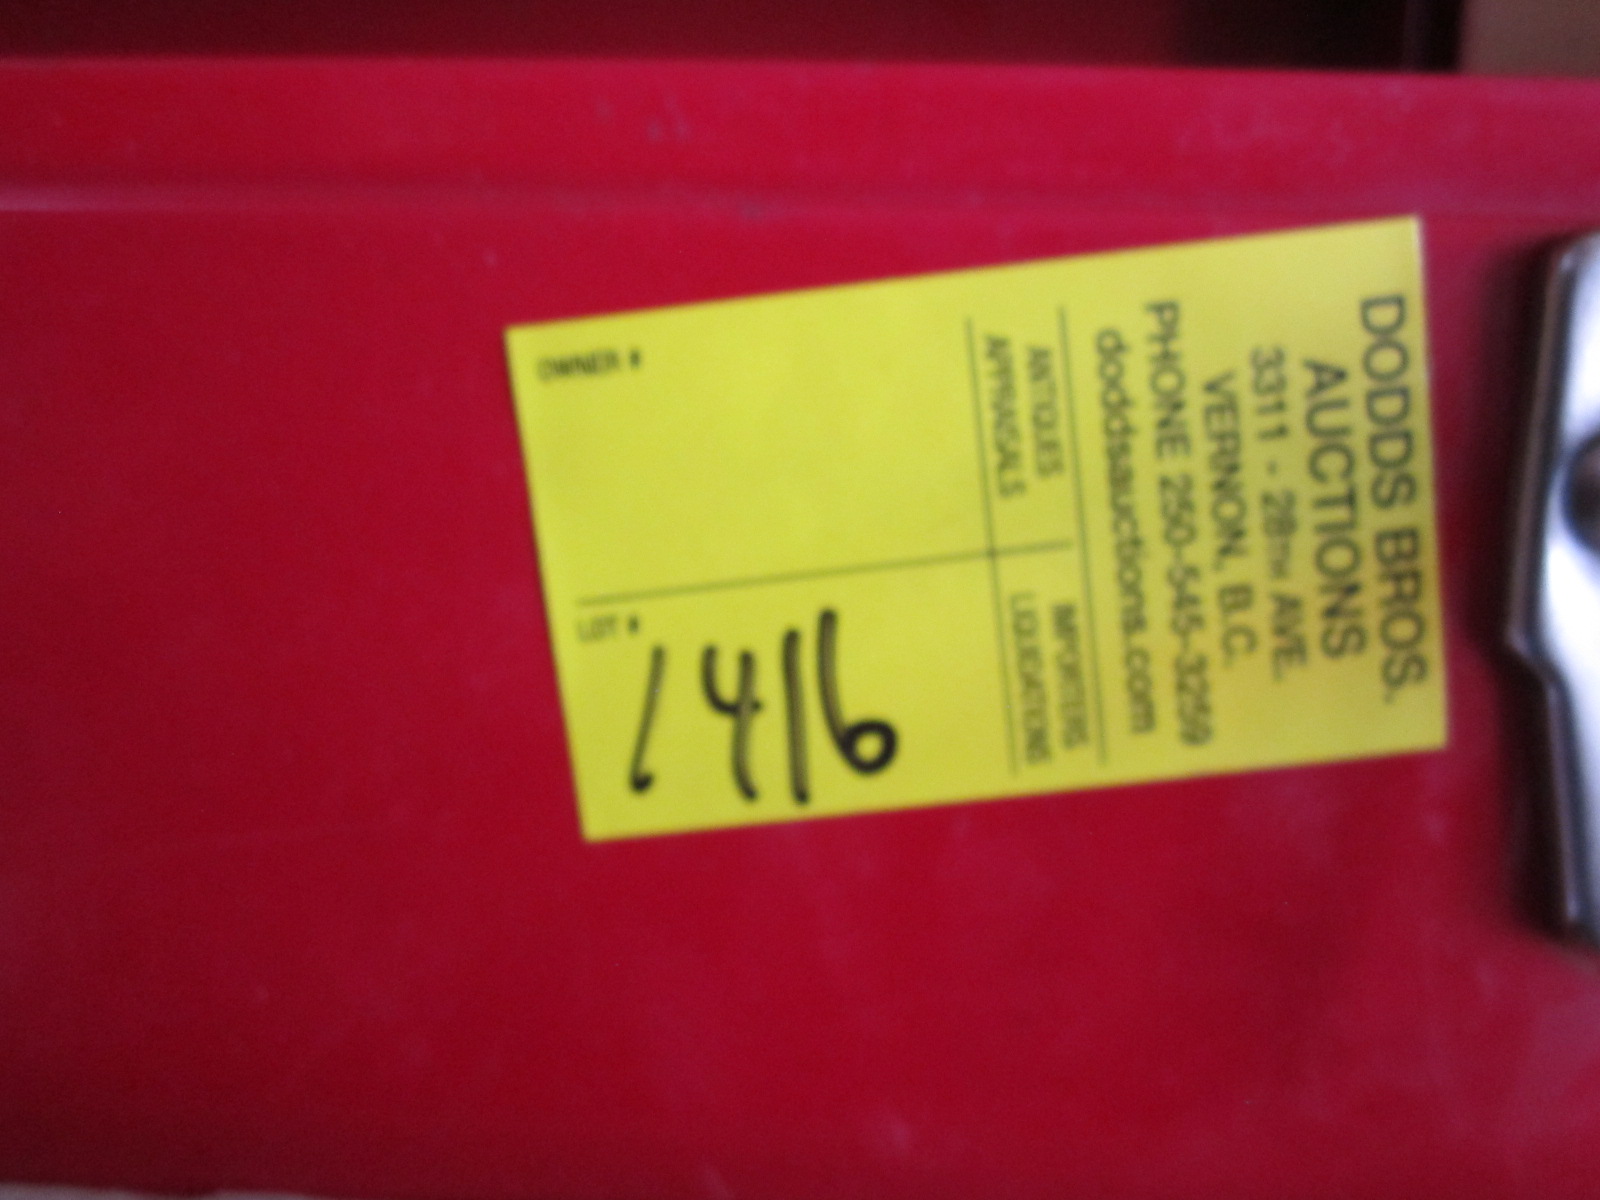 DODDS BROS.
AUCTIONS
3311 - 28TH AVE.
VERNON, B.C.
PHONE 250-545-3259
doddsauctions.com
ANTIQUES
APPRAISALS
IMPORTERS
LIQUIDATIONS
OWNER #
LOT #
1416